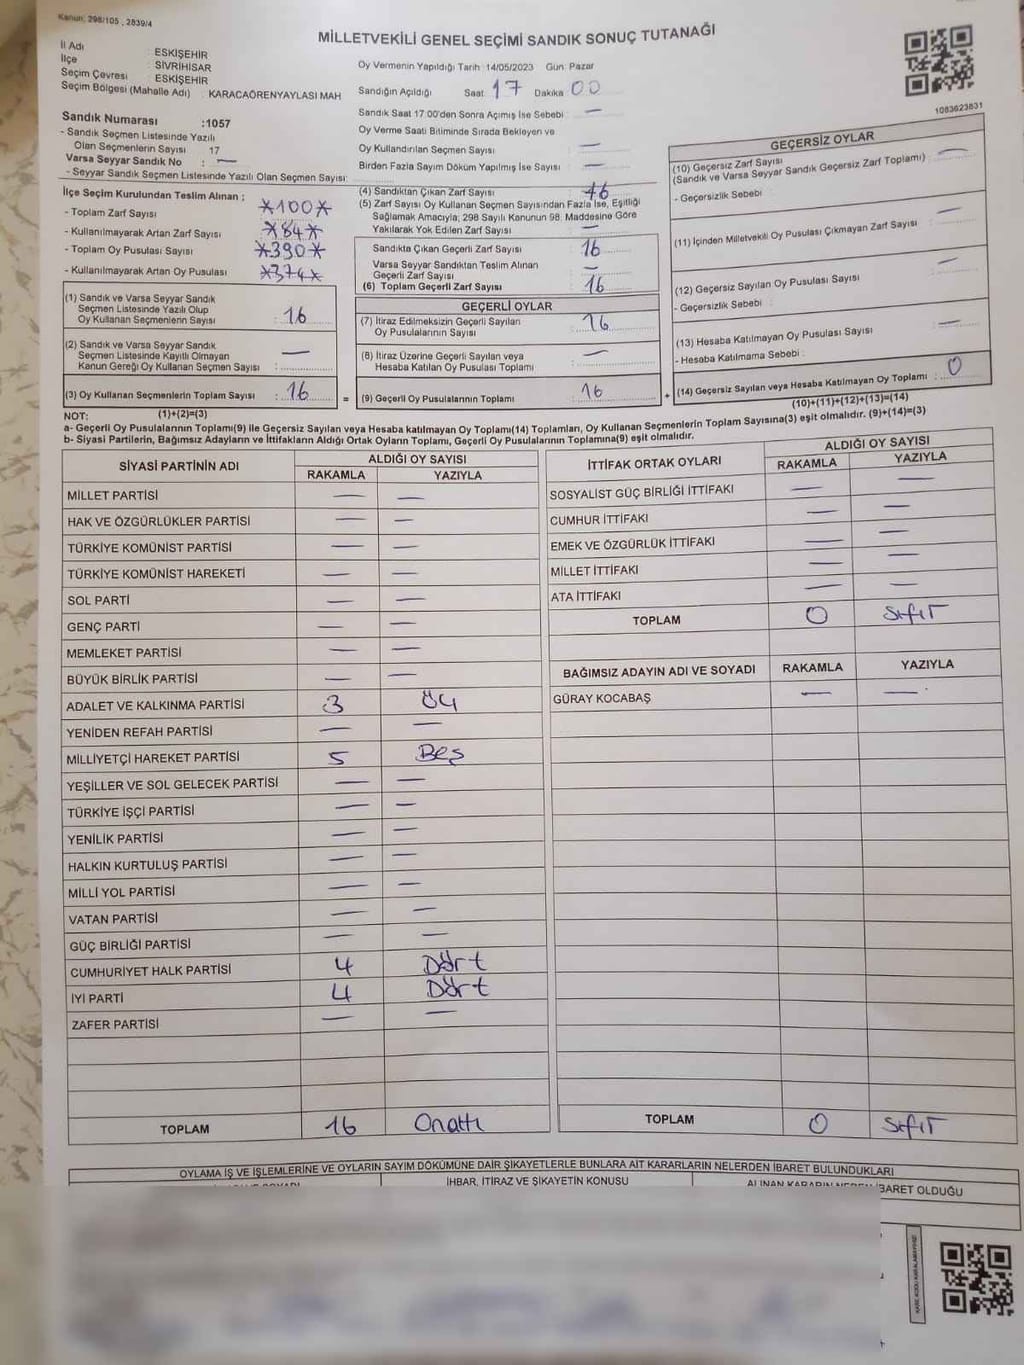 Kanun: 298/105 , 2839/4
MİLLETVEKİLİ GENEL SEÇİMİ SANDIK SONUÇ TUTANAĞI
İl Adı : ESKİŞEHİR
İlçe : SİVRİHİSAR
Seçim Çevresi : ESKİŞEHİR
Seçim Bölgesi (Mahalle Adı) : KARACAÖRENYAYLASI MAH
Sandık Numarası :1057
- Sandık Seçmen Listesinde Yazılı
Olan Seçmenlerin Sayısı 17
Varsa Seyyar Sandık No : —
- Seyyar Sandık Seçmen Listesinde Yazılı Olan Seçmen Sayısı:
Oy Vermenin Yapıldığı Tarih :14/05/2023 Gün: Pazar
Sandığın Açıldığı Saat: 17 Dakika 00
Sandık Saat 17:00'den Sonra Açımış İse Sebebi : —
Oy Verme Saati Bitiminde Sırada Bekleyen ve
Oy Kullandırılan Seçmen Sayısı : —
Birden Fazla Sayım Döküm Yapılmış İse Sayısı : —
1083623831
İlçe Seçim Kurulundan Teslim Alınan :
- Toplam Zarf Sayısı *100*
- Kullanılmayarak Artan Zarf Sayısı *84*
- Toplam Oy Pusulası Sayısı *390*
- Kullanılmayarak Artan Oy Pusulası *374*
(1) Sandık ve Varsa Seyyar Sandık
Seçmen Listesinde Yazılı Olup
Oy Kullanan Seçmenlerin Sayısı : 16
(2) Sandık ve Varsa Seyyar Sandık
Seçmen Listesinde Kayıtlı Olmayan
Kanun Gereği Oy Kullanan Seçmen Sayısı : —
(3) Oy Kullanan Seçmenlerin Toplam Sayısı : 16 =
(4) Sandıktan Çıkan Zarf Sayısı : 16
(5) Zarf Sayısı Oy Kullanan Seçmen Sayısından Fazla İse, Eşitliği
Sağlamak Amacıyla; 298 Sayılı Kanunun 98. Maddesine Göre
Yakılarak Yok Edilen Zarf Sayısı : —
Sandıkta Çıkan Geçerli Zarf Sayısı : 16
Varsa Seyyar Sandıktan Teslim Alınan
Geçerli Zarf Sayısı : —
(6) Toplam Geçerli Zarf Sayısı : 16
GEÇERLİ OYLAR
(7) İtiraz Edilmeksizin Geçerli Sayılan
Oy Pusulalarının Sayısı : 16
(8) İtiraz Üzerine Geçerli Sayılan veya
Hesaba Katılan Oy Pusulası Toplamı : —
(9) Geçerli Oy Pusulalarının Toplamı : 16 +
GEÇERSİZ OYLAR
(10) Geçersiz Zarf Sayısı : —
(Sandık ve Varsa Seyyar Sandık Geçersiz Zarf Toplamı)
- Geçersizlik Sebebi :
(11) İçinden Milletvekili Oy Pusulası Çıkmayan Zarf Sayısı : —
(12) Geçersiz Sayılan Oy Pusulası Sayısı : —
- Geçersizlik Sebebi :
(13) Hesaba Katılmayan Oy Pusulası Sayısı : —
- Hesaba Katılmama Sebebi :
(14) Geçersiz Sayılan veya Hesaba Katılmayan Oy Toplamı : 0
(10)+(11)+(12)+(13)=(14)
NOT: (1)+(2)=(3)
a- Geçerli Oy Pusulalarının Toplamı(9) ile Geçersiz Sayılan veya Hesaba katılmayan Oy Toplamı(14) Toplamları, Oy Kullanan Seçmenlerin Toplam Sayısına(3) eşit olmalıdır. (9)+(14)=(3)
b- Siyasi Partilerin, Bağımsız Adayların ve İttifakların Aldığı Ortak Oyların Toplamı, Geçerli Oy Pusulalarının Toplamına(9) eşit olmalıdır.
SİYASİ PARTİNİN ADI ALDIĞI OY SAYISI
RAKAMLA YAZIYLA
MİLLET PARTİSİ — —
HAK VE ÖZGÜRLÜKLER PARTİSİ — —
TÜRKİYE KOMÜNİST PARTİSİ — —
TÜRKİYE KOMÜNİST HAREKETİ — —
SOL PARTİ — —
GENÇ PARTİ — —
MEMLEKET PARTİSİ — —
BÜYÜK BİRLİK PARTİSİ — —
ADALET VE KALKINMA PARTİSİ 3 Üç
YENİDEN REFAH PARTİSİ — —
MİLLİYETÇİ HAREKET PARTİSİ 5 Beş
YEŞİLLER VE SOL GELECEK PARTİSİ — —
TÜRKİYE İŞÇİ PARTİSİ — —
YENİLİK PARTİSİ — —
HALKIN KURTULUŞ PARTİSİ — —
MİLLİ YOL PARTİSİ — —
VATAN PARTİSİ — —
GÜÇ BİRLİĞİ PARTİSİ — —
CUMHURİYET HALK PARTİSİ 4 Dört
İYİ PARTİ 4 Dört
ZAFER PARTİSİ — —
TOPLAM 16 Onaltı
İTTİFAK ORTAK OYLARI ALDIĞI OY SAYISI
RAKAMLA YAZIYLA
SOSYALİST GÜÇ BİRLİĞİ İTTİFAKI — —
CUMHUR İTTİFAKI — —
EMEK VE ÖZGÜRLÜK İTTİFAKI — —
MİLLET İTTİFAKI — —
ATA İTTİFAKI — —
TOPLAM 0 Sıfır
BAĞIMSIZ ADAYIN ADI VE SOYADI RAKAMLA YAZIYLA
GÜRAY KOCABAŞ — —
TOPLAM 0 Sıfır
OYLAMA İŞ VE İŞLEMLERİNE VE OYLARIN SAYIM DÖKÜMÜNE DAİR ŞİKAYETLERLE BUNLARA AİT KARARLARIN NELERDEN İBARET BULUNDUKLARI
İHBAR, İTİRAZ VE ŞİKAYETİN KONUSU
ALINAN KARARIN NEDEN İBARET OLDUĞU